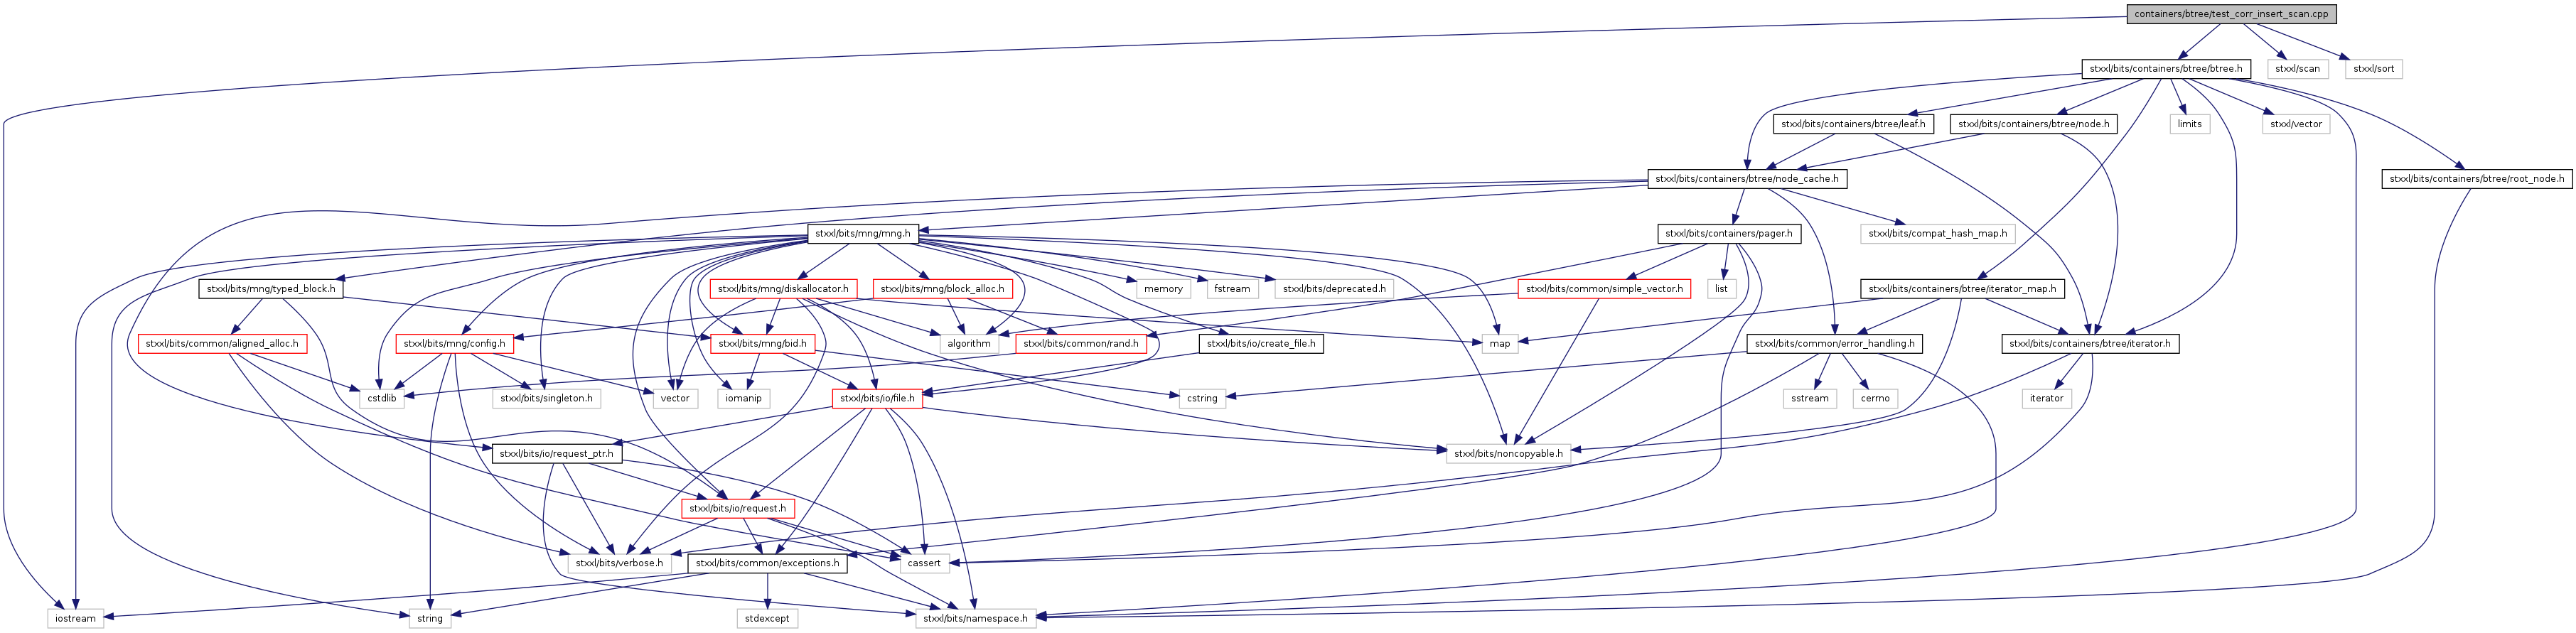 containers/btree/test_corr_insert_scan.cpp
stxxl/bits/containers/btree/btree.h
stxxl/scan
stxxl/sort
stxxl/bits/containers/btree/leaf.h
stxxl/bits/containers/btree/node.h
limits
stxxl/vector
stxxl/bits/containers/btree/node_cache.h
stxxl/bits/containers/btree/root_node.h
stxxl/bits/mng/mng.h
stxxl/bits/containers/pager.h
stxxl/bits/compat_hash_map.h
stxxl/bits/mng/typed_block.h
stxxl/bits/mng/diskallocator.h
stxxl/bits/mng/block_alloc.h
memory
fstream
stxxl/bits/deprecated.h
stxxl/bits/common/simple_vector.h
list
stxxl/bits/containers/btree/iterator_map.h
stxxl/bits/common/aligned_alloc.h
stxxl/bits/mng/config.h
stxxl/bits/mng/bid.h
algorithm
stxxl/bits/common/rand.h
stxxl/bits/io/create_file.h
map
stxxl/bits/common/error_handling.h
stxxl/bits/containers/btree/iterator.h
cstdlib
stxxl/bits/singleton.h
vector
iomanip
stxxl/bits/io/file.h
cstring
sstream
cerrno
iterator
stxxl/bits/io/request_ptr.h
stxxl/bits/noncopyable.h
stxxl/bits/io/request.h
stxxl/bits/verbose.h
stxxl/bits/common/exceptions.h
cassert
iostream
string
stdexcept
stxxl/bits/namespace.h